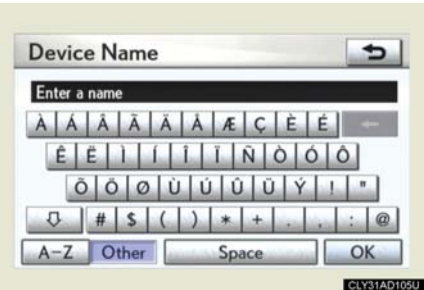 Device Name
Enter a name
À Á Â Ã Ä Å Æ Ç È É
Ê Ë Ì Í Î Ï Ñ Ò Ó Ô
Õ Ö Ø Ù Ú Û Ü Ý ! "
# $ ( ) * + , . : @
A-Z Other Space OK
CLY31AD105U